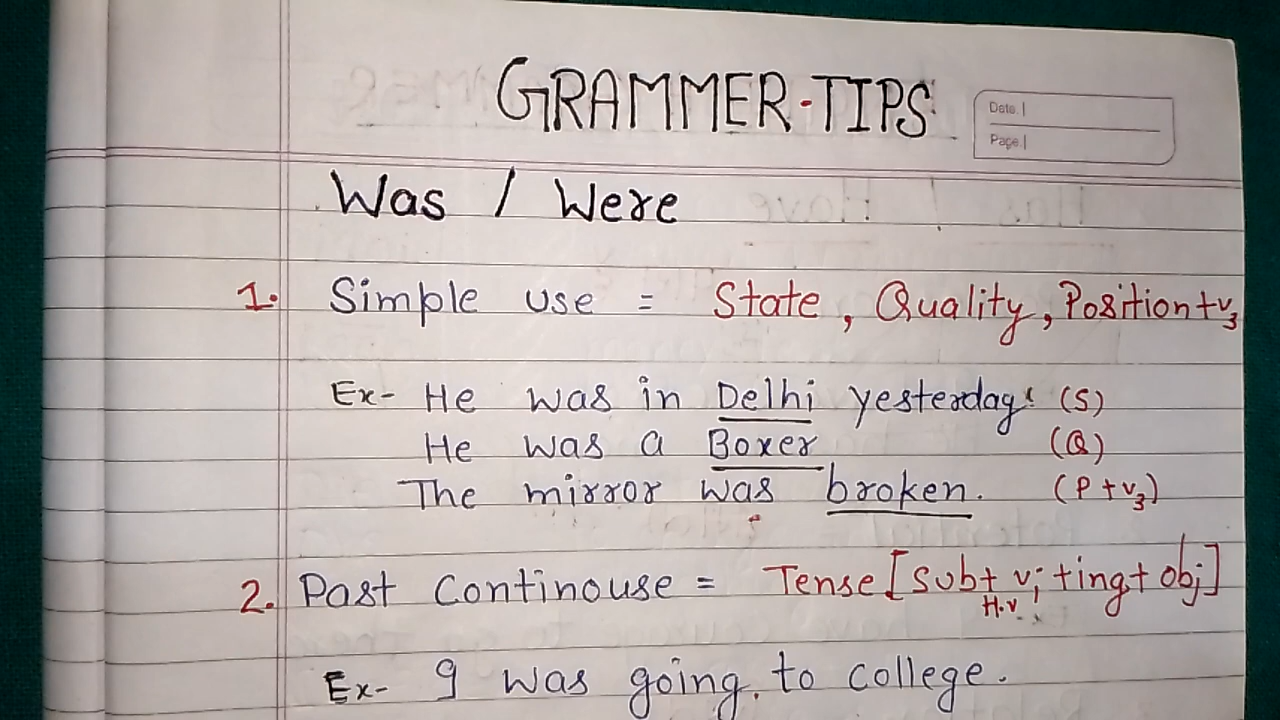 GRAMMER-TIPS
Date.
Page.
Was / Were
1. Simple use = State, Quality, Position+v3
Ex- He was in Delhi yesterday. (S)
He was a Boxer (Q)
The mirror was broken. (P+v3)
2. Past Continouse = Tense [sub+ v1+ing+obj]
H.v
Ex- I was going to college.